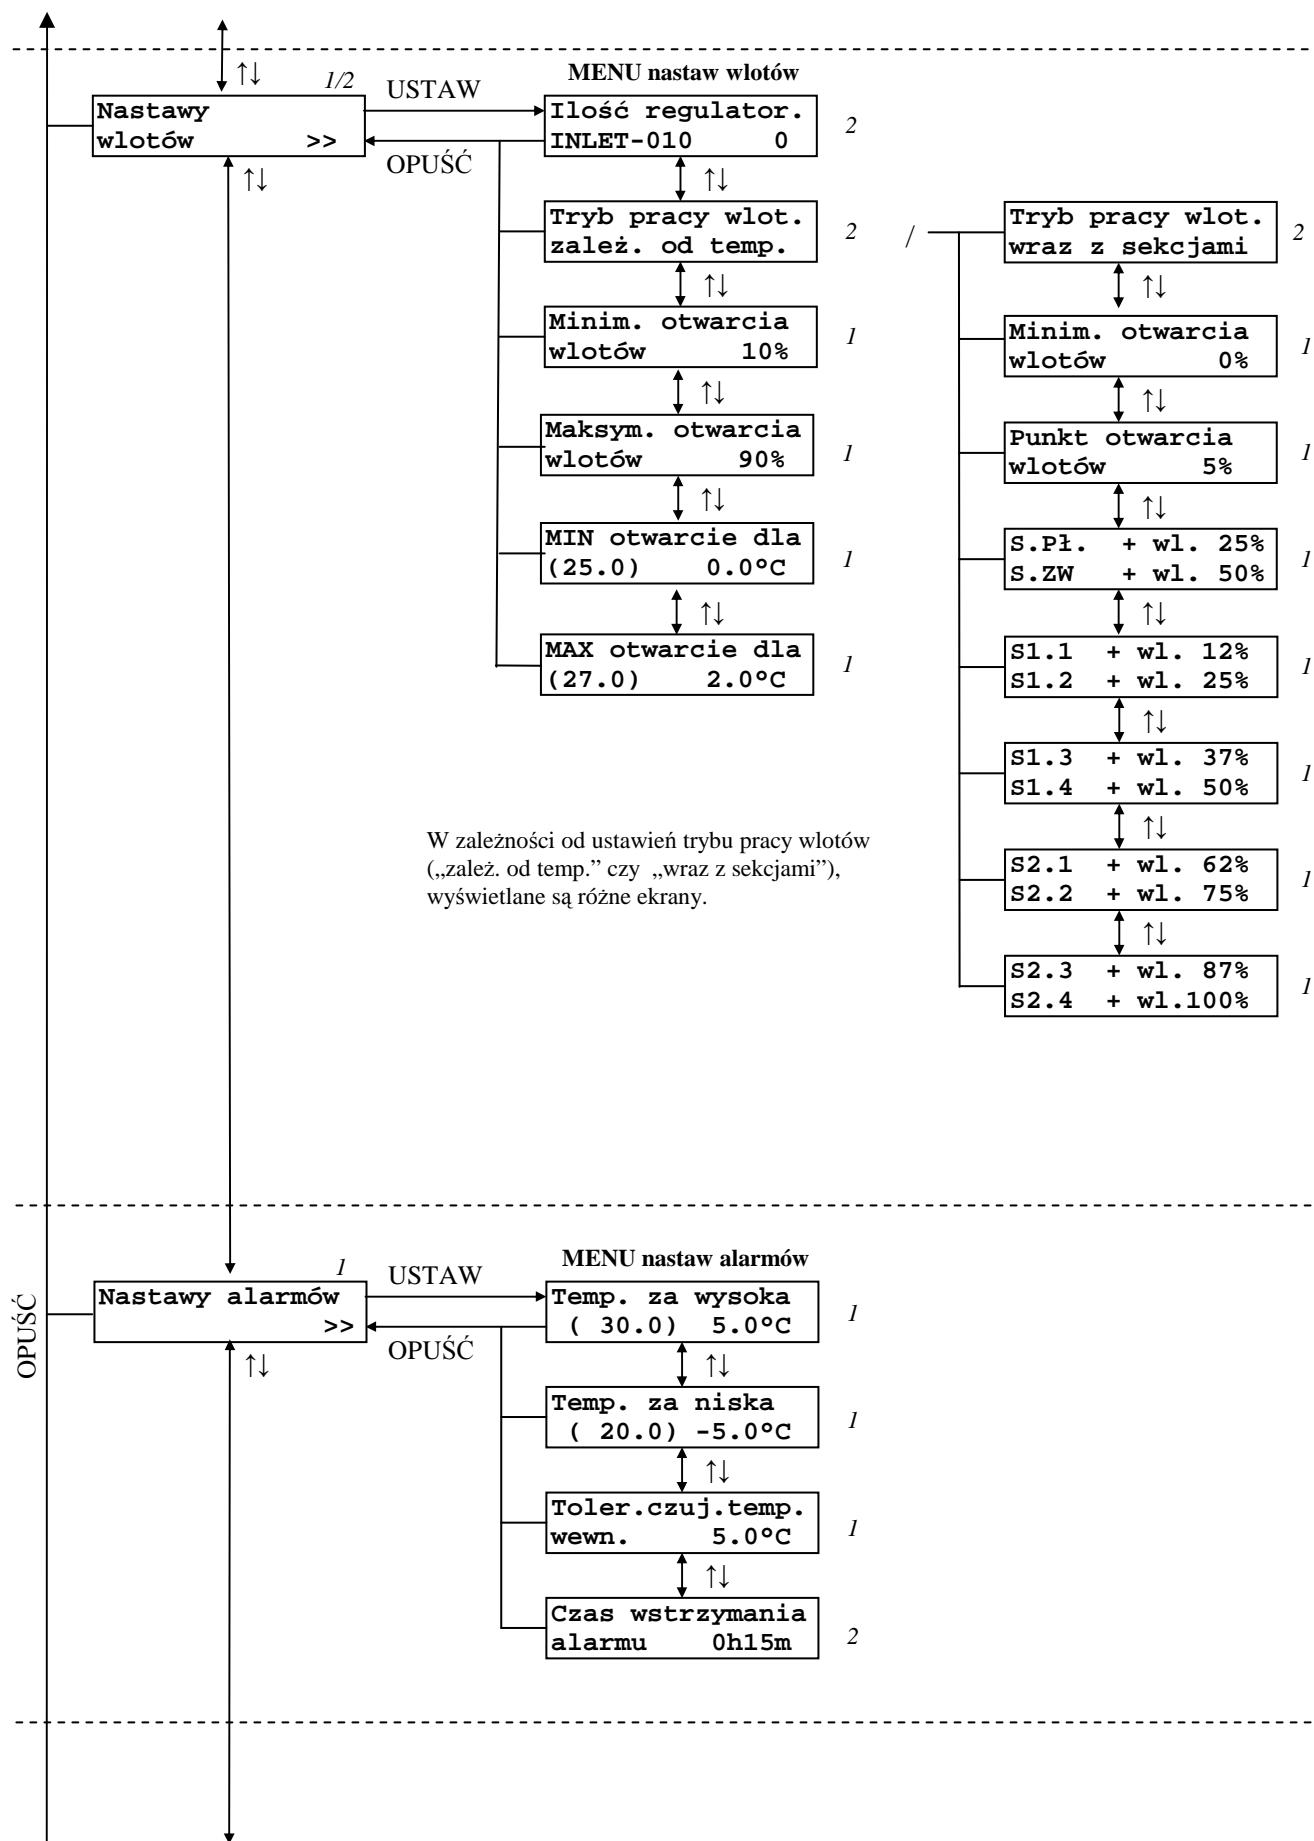 ↑↓
1/2
USTAW
MENU nastaw wlotów
Nastawy
wlotów >>
OPUŚĆ
↑↓
Ilość regulator.
INLET-010 0
2
↑↓
Tryb pracy wlot.
zależ. od temp.
2
↑↓
Minim. otwarcia
wlotów 10%
1
↑↓
Maksym. otwarcia
wlotów 90%
1
↑↓
MIN otwarcie dla
(25.0) 0.0°C
1
↑↓
MAX otwarcie dla
(27.0) 2.0°C
1
/
Tryb pracy wlot.
wraz z sekcjami
2
↑↓
Minim. otwarcia
wlotów 0%
1
↑↓
Punkt otwarcia
wlotów 5%
1
↑↓
S.Pł. + wl. 25%
S.ZW + wl. 50%
1
↑↓
S1.1 + wl. 12%
S1.2 + wl. 25%
1
↑↓
S1.3 + wl. 37%
S1.4 + wl. 50%
1
↑↓
S2.1 + wl. 62%
S2.2 + wl. 75%
1
↑↓
S2.3 + wl. 87%
S2.4 + wl.100%
1
W zależności od ustawień trybu pracy wlotów
(„zależ. od temp.” czy „wraz z sekcjami”),
wyświetlane są różne ekrany.
OPUŚĆ
1
USTAW
MENU nastaw alarmów
Nastawy alarmów
>>
OPUŚĆ
↑↓
Temp. za wysoka
( 30.0) 5.0°C
1
↑↓
Temp. za niska
( 20.0) -5.0°C
1
↑↓
Toler.czuj.temp.
wewn. 5.0°C
1
↑↓
Czas wstrzymania
alarmu 0h15m
2